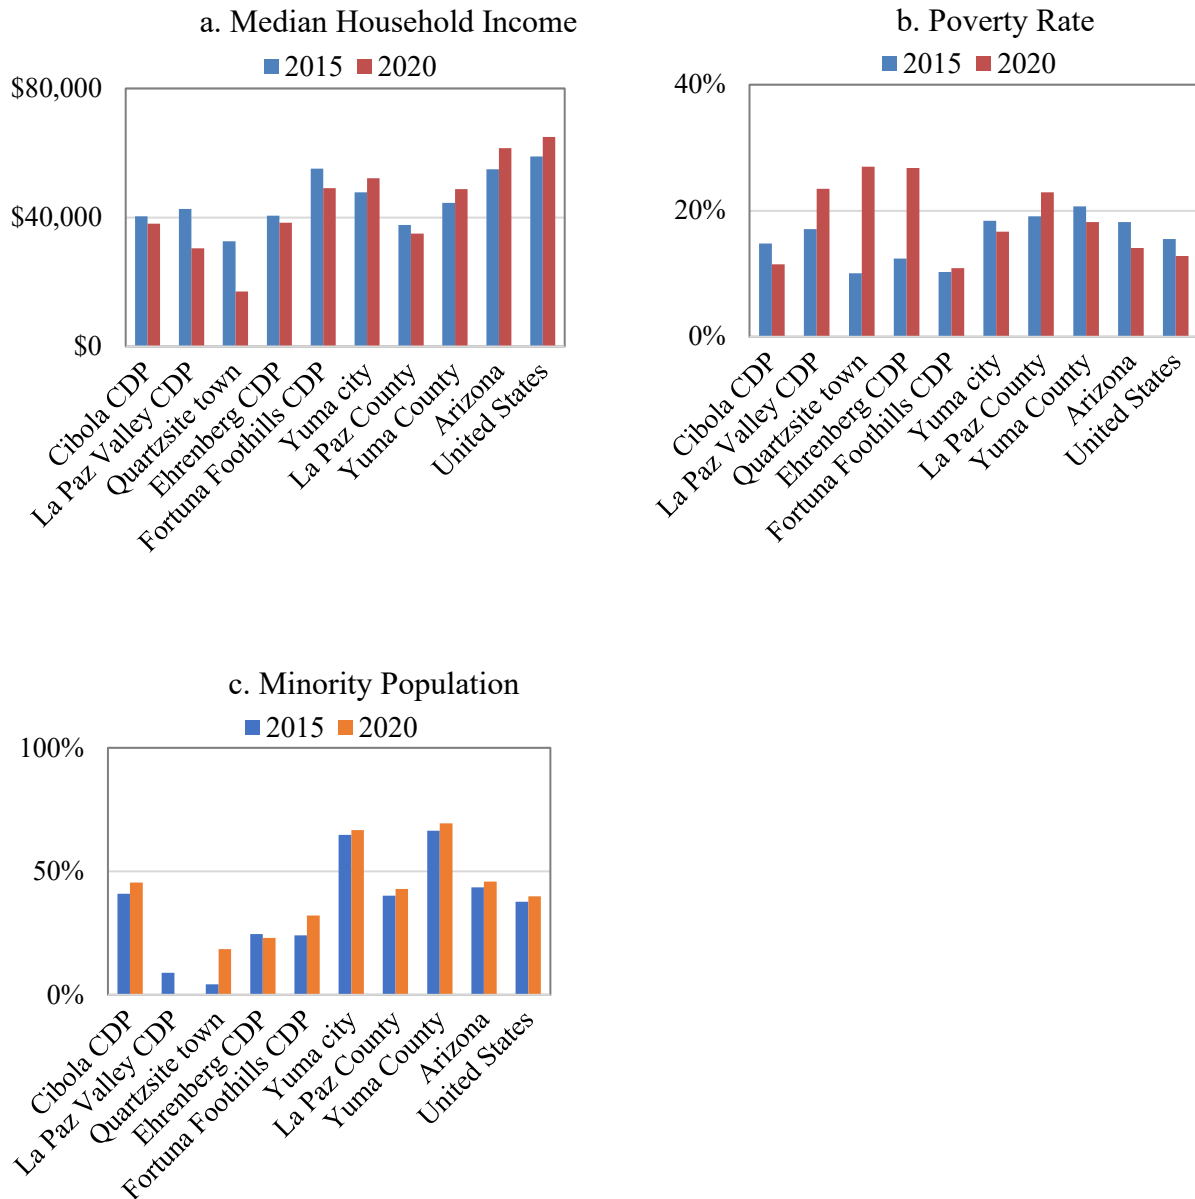 a. Median Household Income
2015 2020
$80,000
$40,000
$0
Cibola CDP
La Paz Valley CDP
Quartzsite town
Ehrenberg CDP
Fortuna Foothills CDP
Yuma city
La Paz County
Yuma County
Arizona
United States
b. Poverty Rate
2015 2020
40%
20%
0%
Cibola CDP
La Paz Valley CDP
Quartzsite town
Ehrenberg CDP
Fortuna Foothills CDP
Yuma city
La Paz County
Yuma County
Arizona
United States
c. Minority Population
2015 2020
100%
50%
0%
Cibola CDP
La Paz Valley CDP
Quartzsite town
Ehrenberg CDP
Fortuna Foothills CDP
Yuma city
La Paz County
Yuma County
Arizona
United States